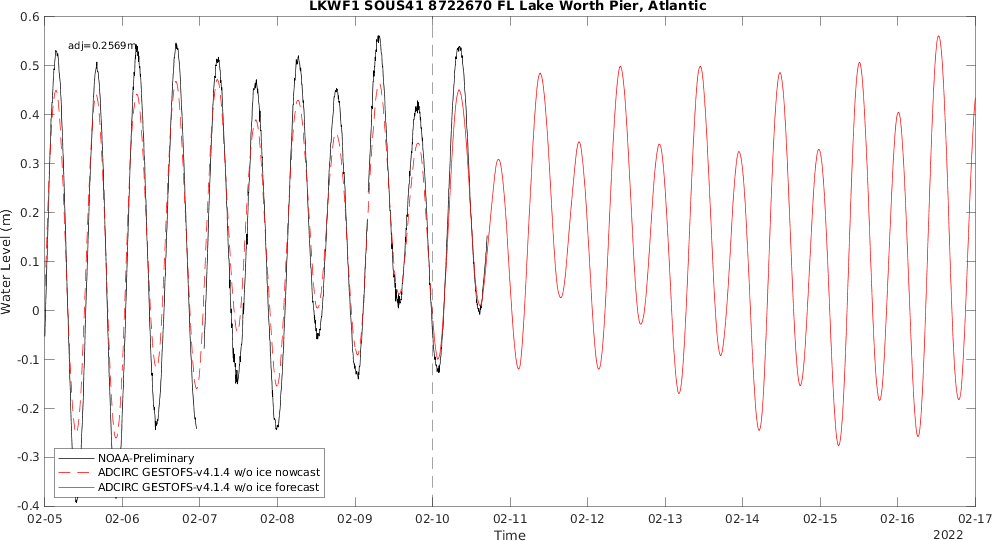 LKWF1 SOUS41 8722670 FL Lake Worth Pier, Atlantic
adj=0.2569m
0.6
0.5
0.4
0.3
0.2
0.1
0
-0.1
-0.2
-0.3
-0.4
Water Level (m)
NOAA-Preliminary
ADCIRC GESTOFS-v4.1.4 w/o ice nowcast
ADCIRC GESTOFS-v4.1.4 w/o ice forecast
02-05 02-06 02-07 02-08 02-09 02-10 02-11 02-12 02-13 02-14 02-15 02-16 02-17
Time
2022